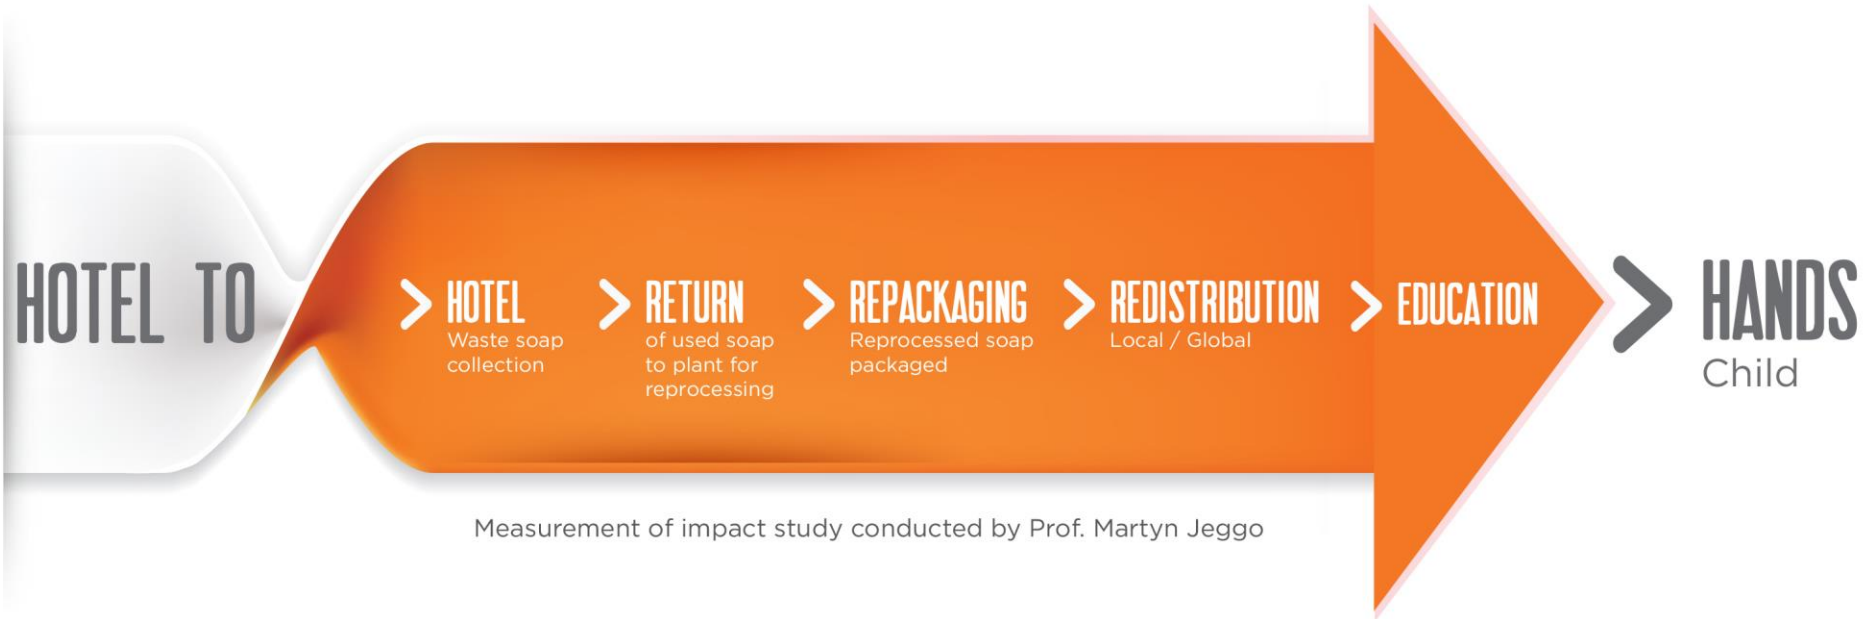 HOTEL TO
HOTEL
Waste soap
collection
RETURN
of used soap
to plant for
reprocessing
REPACKAGING
Reprocessed soap
packaged
REDISTRIBUTION
Local / Global
EDUCATION
HANDS
Child
Measurement of impact study conducted by Prof. Martyn Jeggo